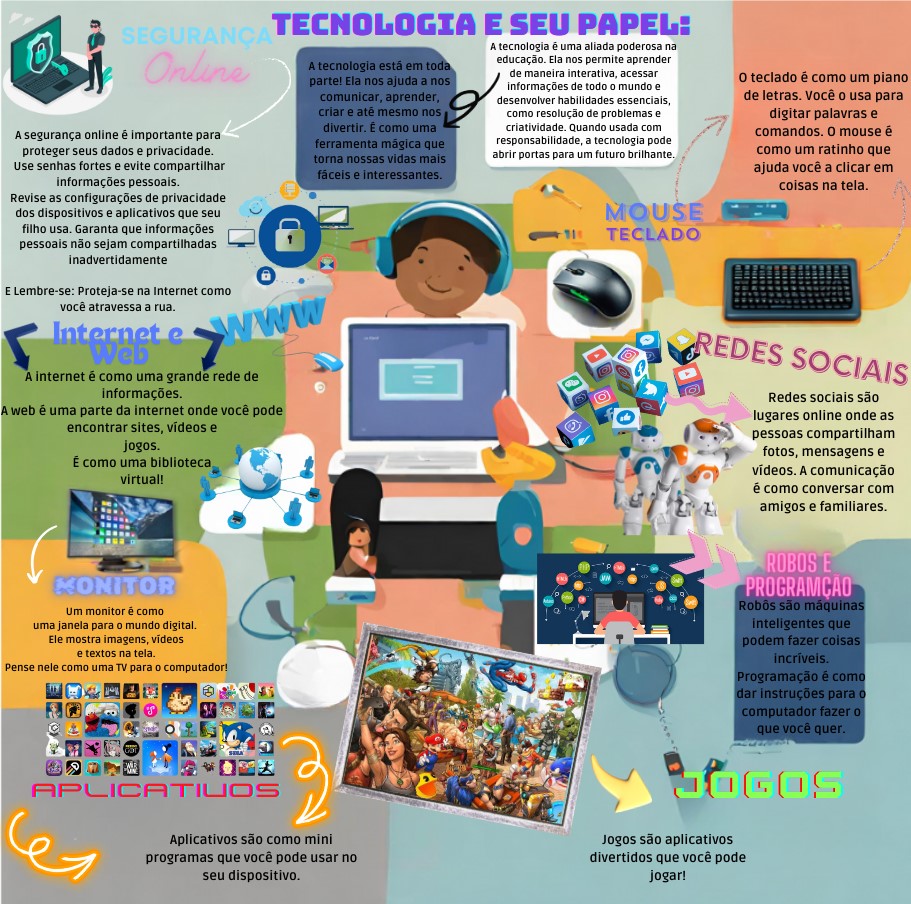 TECNOLOGIA E SEU PAPEL:
SEGURANÇA
Online
A segurança online é importante para
proteger seus dados e privacidade.
Use senhas fortes e evite compartilhar
informações pessoais.
Revise as configurações de privacidade
dos dispositivos e aplicativos que seu
filho usa. Garanta que informações
pessoais não sejam compartilhadas
inadvertidamente
E Lembre-se: Proteja-se na Internet como
você atravessa a rua.
A tecnologia está em toda
parte! Ela nos ajuda a nos
comunicar, aprender,
criar e até mesmo nos
divertir. É como uma
ferramenta mágica que
torna nossas vidas mais
fáceis e interessantes.
A tecnologia é uma aliada poderosa na
educação. Ela nos permite aprender
de maneira interativa, acessar
informações de todo o mundo e
desenvolver habilidades essenciais,
como resolução de problemas e
criatividade. Quando usada com
responsabilidade, a tecnologia pode
abrir portas para um futuro brilhante.
O teclado é como um piano
de letras. Você o usa para
digitar palavras e
comandos. O mouse é
como um ratinho que
ajuda você a clicar em
coisas na tela.
MOUSE
TECLADO
WWW
Internet e
Web
A internet é como uma grande rede de
informações.
A web é uma parte da internet onde você pode
encontrar sites, vídeos e
jogos.
É como uma biblioteca
virtual!
REDES SOCIAIS
Redes sociais são
lugares online onde as
pessoas compartilham
fotos, mensagens e
vídeos. A comunicação
é como conversar com
amigos e familiares.
MONITOR
Um monitor é como
uma janela para o mundo digital.
Ele mostra imagens, vídeos
e textos na tela.
Pense nele como uma TV para o computador!
ROBOS E
PROGRAMÇÃO
Robôs são máquinas
inteligentes que
podem fazer coisas
incríveis.
Programação é como
dar instruções para o
computador fazer o
que você quer.
SEGA
APLICATIVOS
Aplicativos são como mini
programas que você pode usar no
seu dispositivo.
JOGOS
Jogos são aplicativos
divertidos que você pode
jogar!